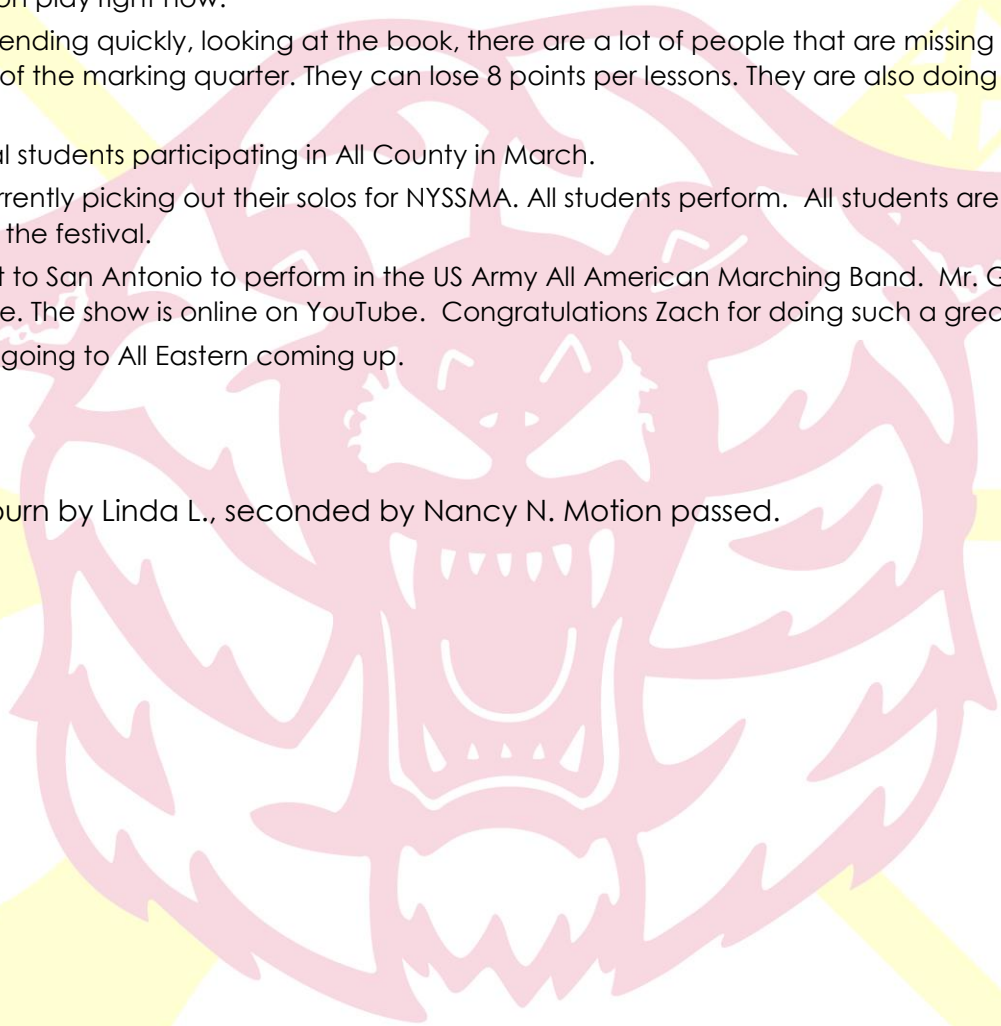 on play right now.
ending quickly, looking at the book, there are a lot of people that are missing
of the marking quarter. They can lose 8 points per lessons. They are also doing
al students participating in All County in March.
rrently picking out their solos for NYSSMA. All students perform.  All students are
the festival.
t to San Antonio to perform in the US Army All American Marching Band.  Mr. G
e. The show is online on YouTube.  Congratulations Zach for doing such a grea
going to All Eastern coming up.
ourn by Linda L., seconded by Nancy N. Motion passed.